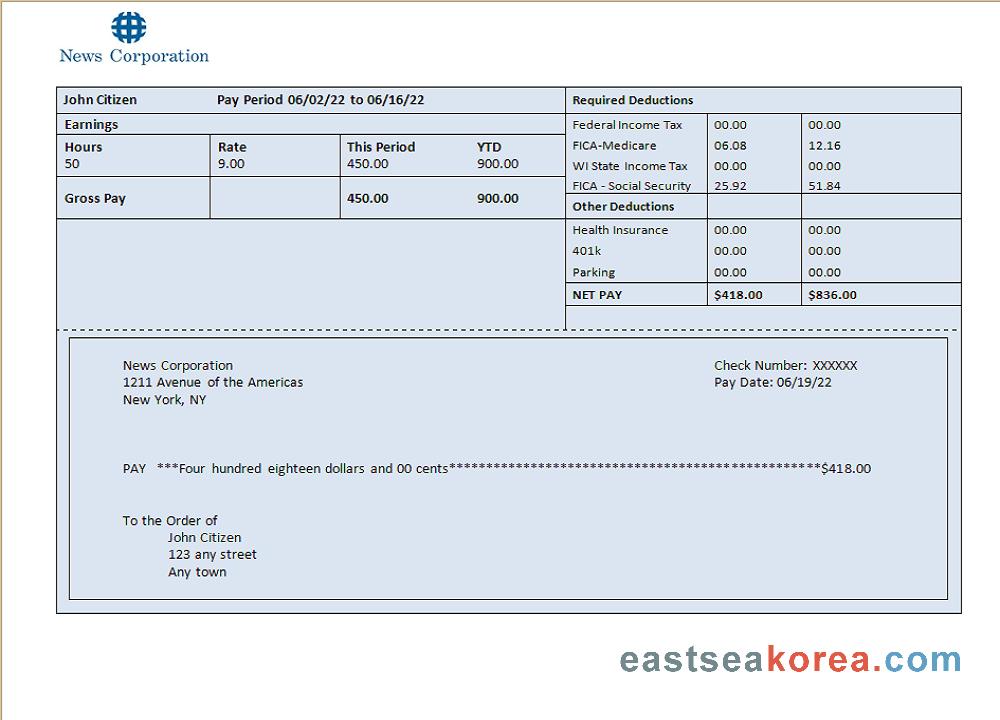 News Corporation
John Citizen Pay Period 06/02/22 to 06/16/22
Earnings
Hours Rate This Period YTD
50 9.00 450.00 900.00
Gross Pay 450.00 900.00
Required Deductions
Federal Income Tax 00.00 00.00
FICA-Medicare 06.08 12.16
WI State Income Tax 00.00 00.00
FICA - Social Security 25.92 51.84
Other Deductions
Health Insurance 00.00 00.00
401k 00.00 00.00
Parking 00.00 00.00
NET PAY $418.00 $836.00
News Corporation
1211 Avenue of the Americas
New York, NY
Check Number: XXXXXX
Pay Date: 06/19/22
PAY ***Four hundred eighteen dollars and 00 cents**************************************************$418.00
To the Order of
John Citizen
123 any street
Any town
eastseakorea.com